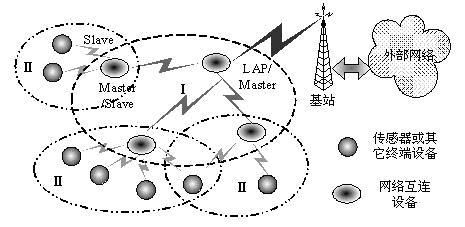 Slave
II
Master
/Slave
I
LAP/
Master
基站
外部网络
II
II
传感器或其
它终端设备
网络互连
设备